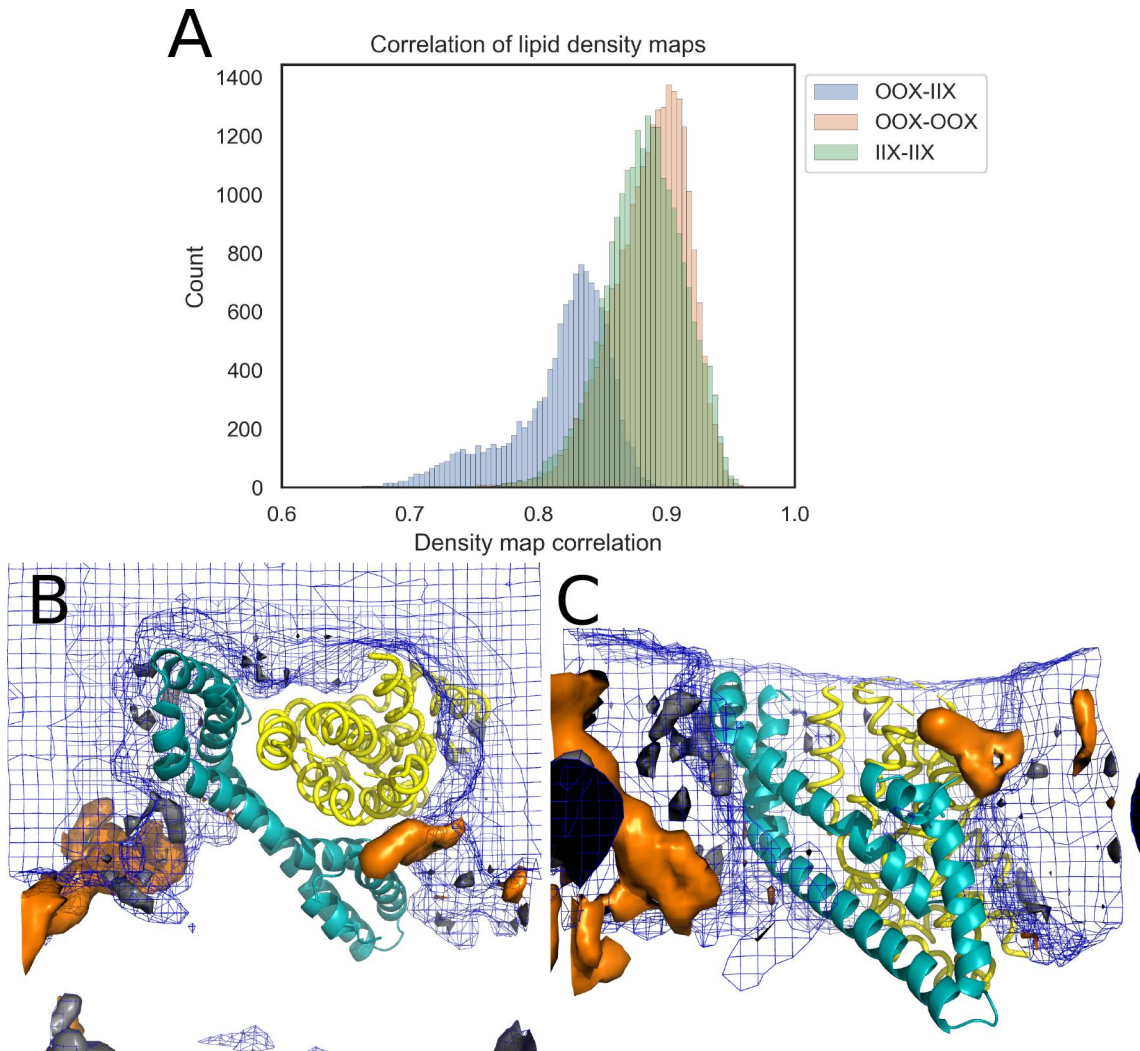 A
Correlation of lipid density maps
1400
1200
1000
800
600
400
200
0
Count
0.6 0.7 0.8 0.9 1.0
Density map correlation
OOX-IIX
OOX-OOX
IIX-IIX
B
C